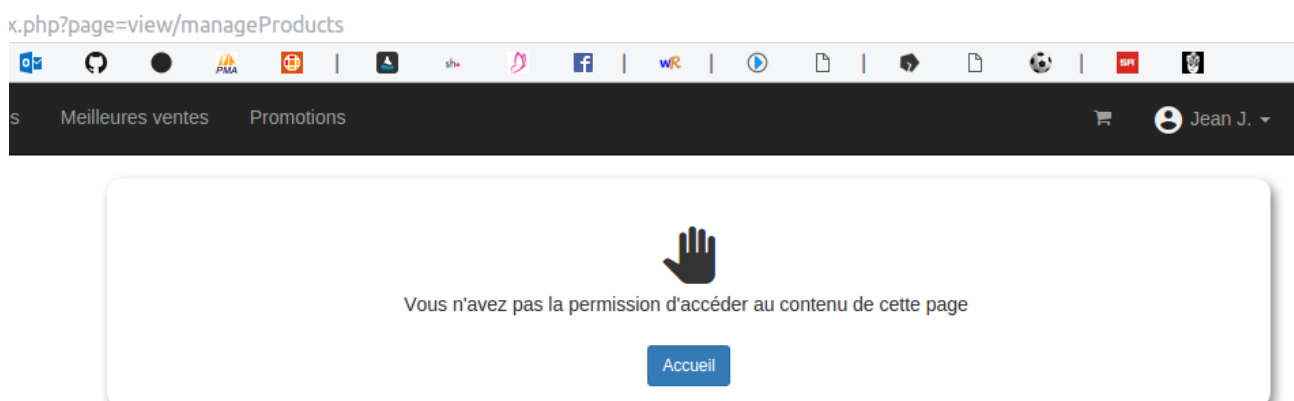 x.php?page=view/manageProducts
PMA sh wR SR
s Meilleures ventes Promotions Jean J.
Vous n'avez pas la permission d'accéder au contenu de cette page
Accueil